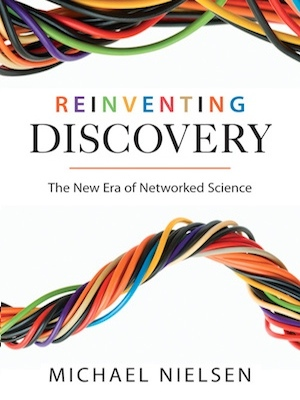 REINVENTING
DISCOVERY
The New Era of Networked Science
MICHAEL NIELSEN